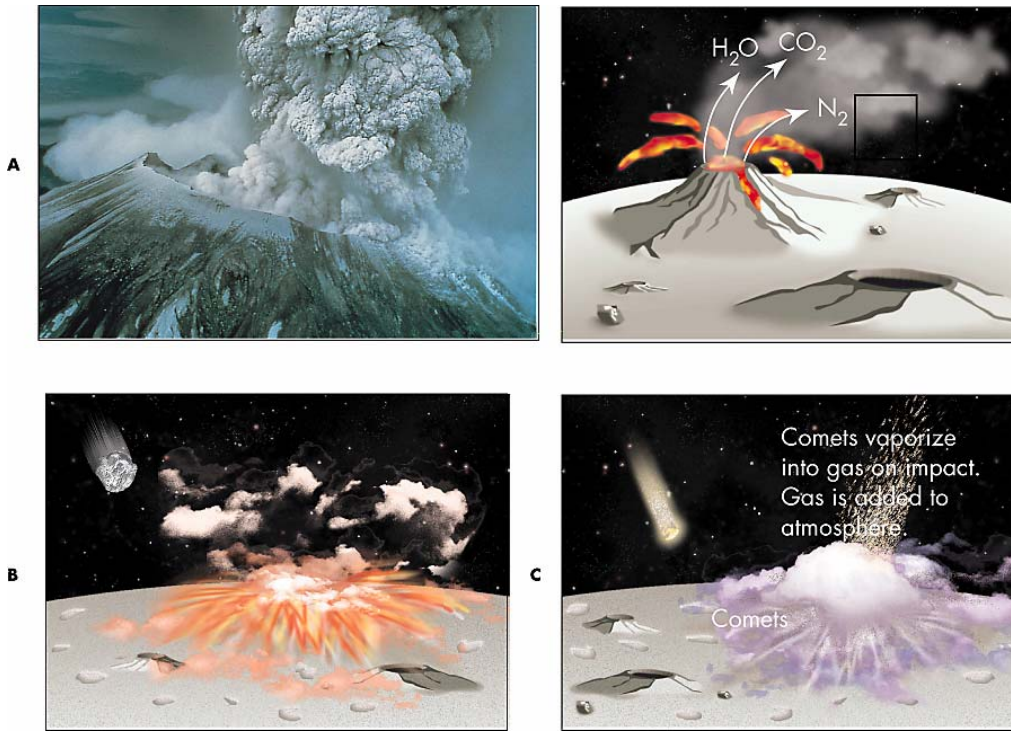 A
H₂O
CO₂
N₂
B
C
Comets vaporize
into gas on impact.
Gas is added to
atmosphere.
Comets